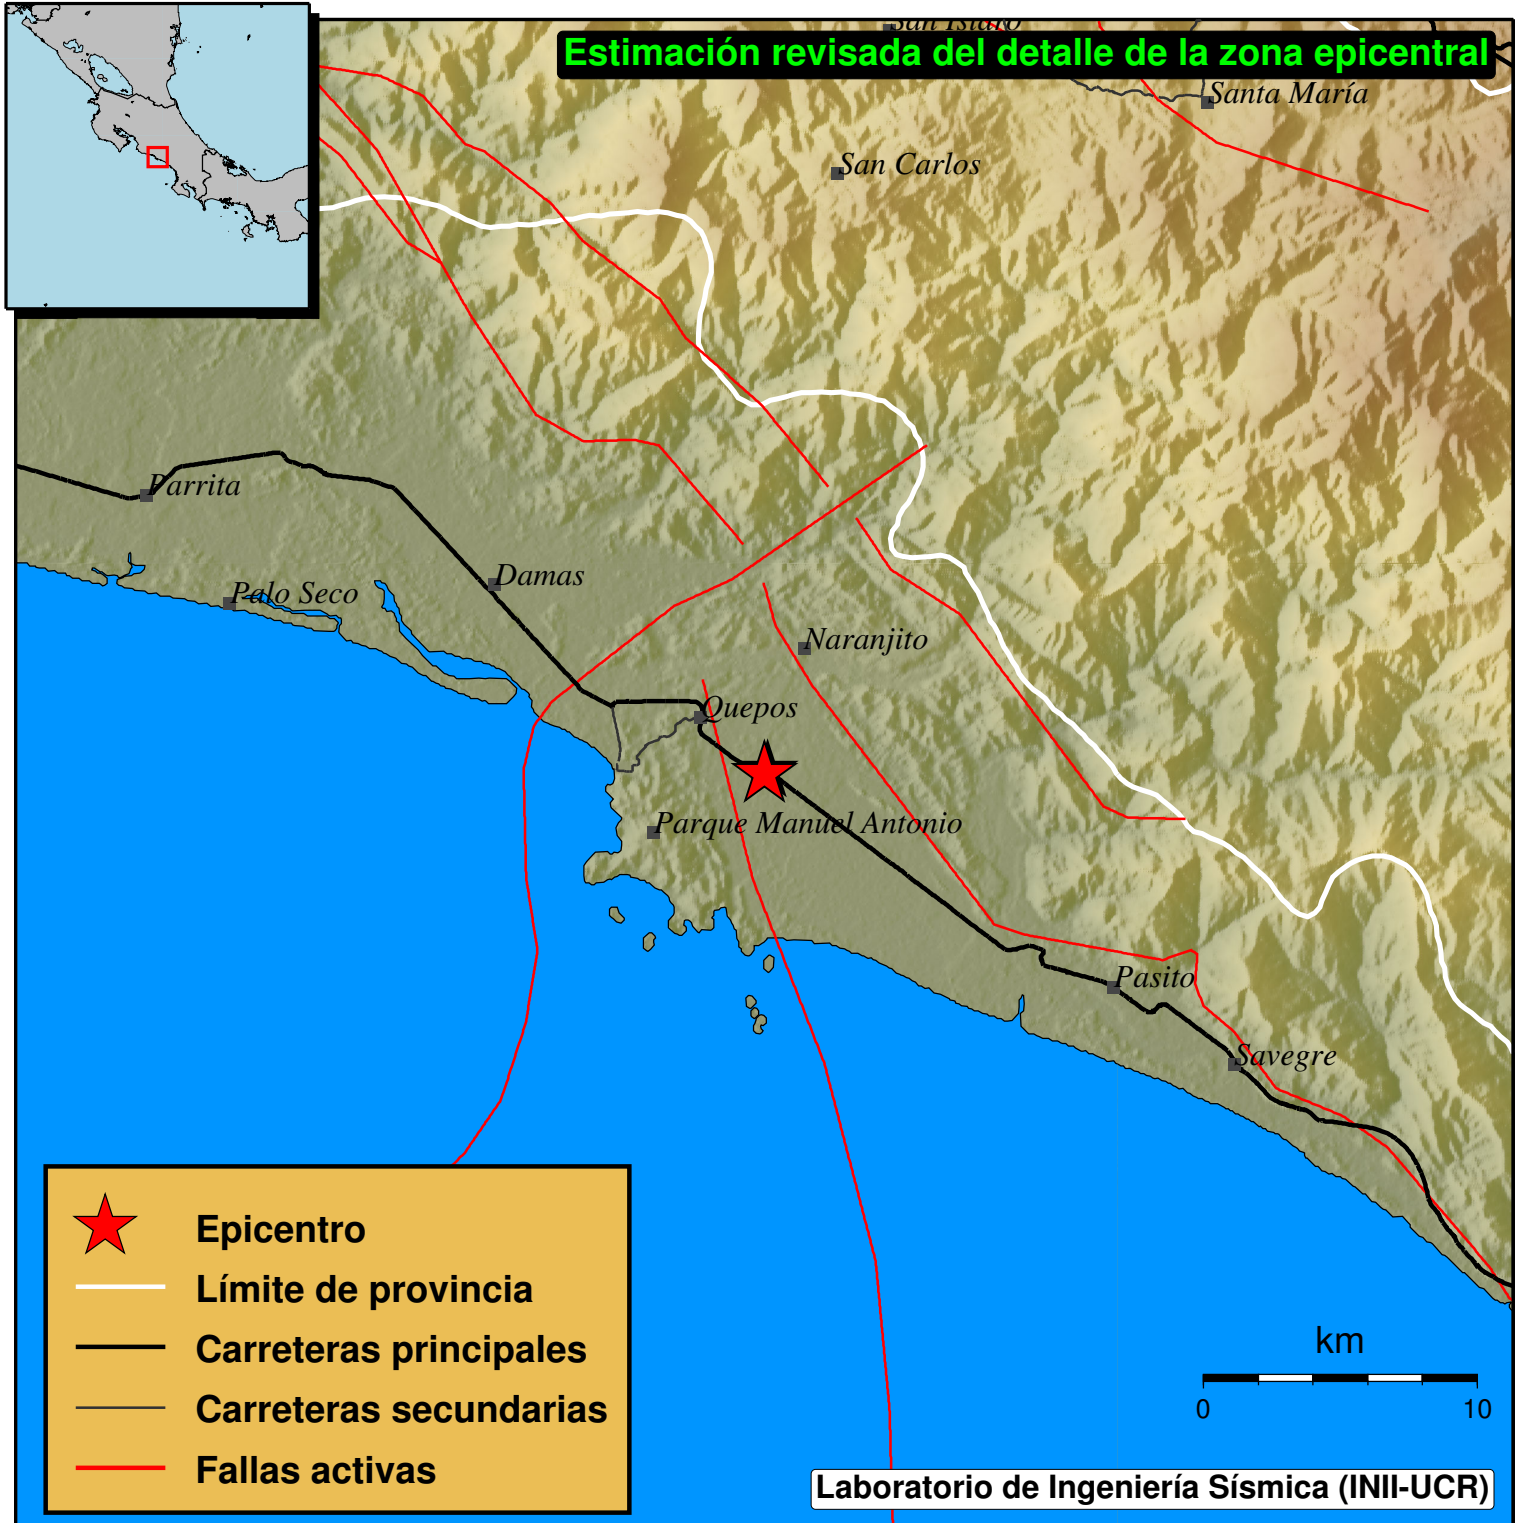 San Isidro
Estimación revisada del detalle de la zona epicentral
Santa María
San Carlos
Parrita
Damas
Palo Seco
Naranjito
Quepos
Parque Manuel Antonio
Pasito
Savegre
Epicentro
Límite de provincia
Carreteras principales
Carreteras secundarias
Fallas activas
km
0 10
Laboratorio de Ingeniería Sísmica (INII-UCR)